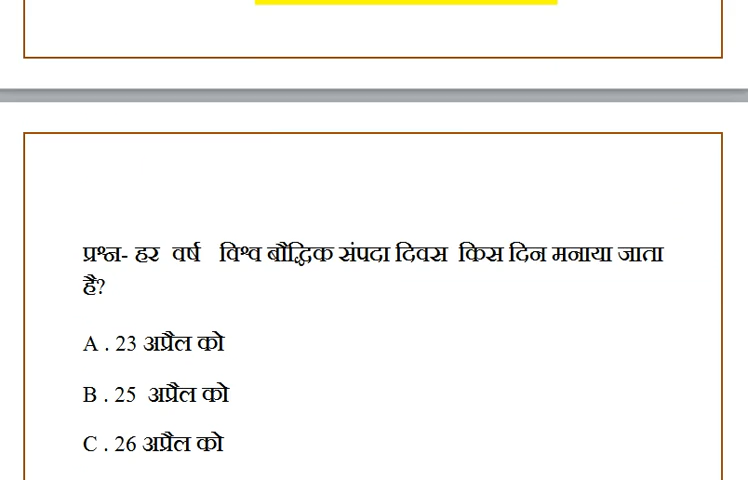 प्रश्न- हर वर्ष विश्व बौद्धिक संपदा दिवस किस दिन मनाया जाता
है?
A . 23 अप्रैल को
B . 25 अप्रैल को
C . 26 अप्रैल को